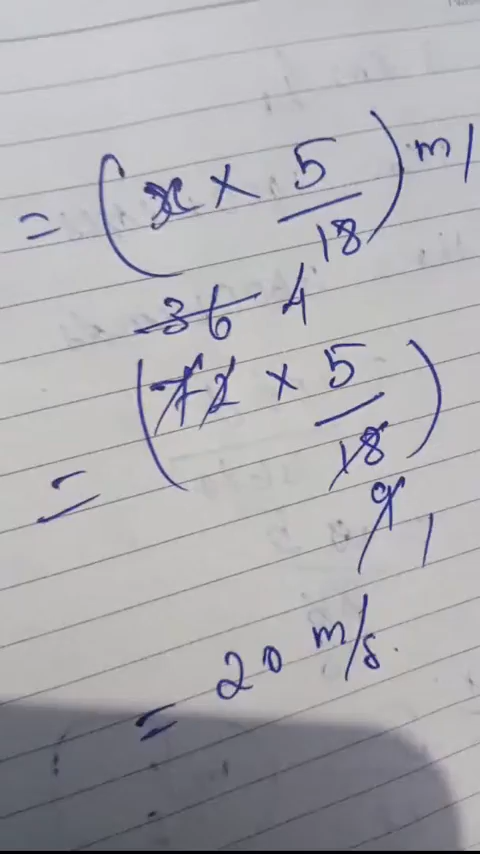 = (x × 5/18) m/
36 4
= (72 × 5/18)
9 1
= 20 m/s.